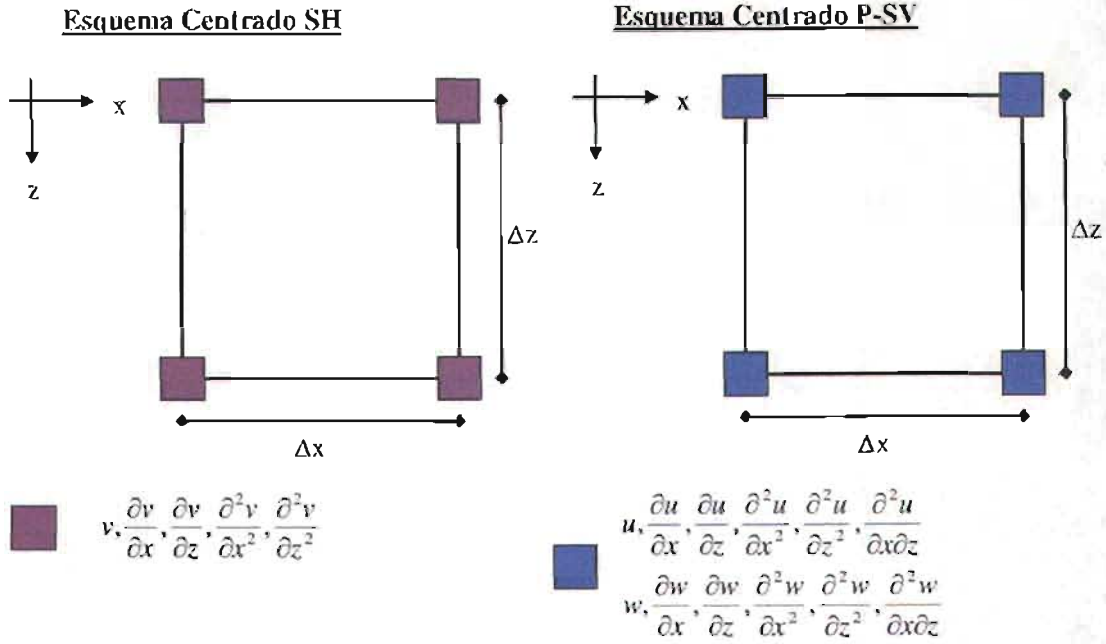 Esquema Centrado SH
x
z
Δz
Δx
v, ∂v/∂x, ∂v/∂z, ∂²v/∂x², ∂²v/∂z²
Esquema Centrado P-SV
x
z
Δz
Δx
u, ∂u/∂x, ∂u/∂z, ∂²u/∂x², ∂²u/∂z², ∂²u/∂x∂z
w, ∂w/∂x, ∂w/∂z, ∂²w/∂x², ∂²w/∂z², ∂²w/∂x∂z